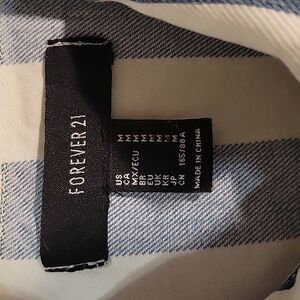 FOREVER 21
US M
CA M
MX/ECU M
BR M
EU M
UK M
KR M
JP M
CN 165/88A
MADE IN CHINA